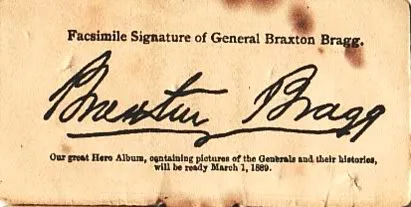 Facsimile Signature of General Braxton Bragg.
Braxton Bragg
Our great Hero Album, containing pictures of the Generals and their histories,
will be ready March 1, 1889.